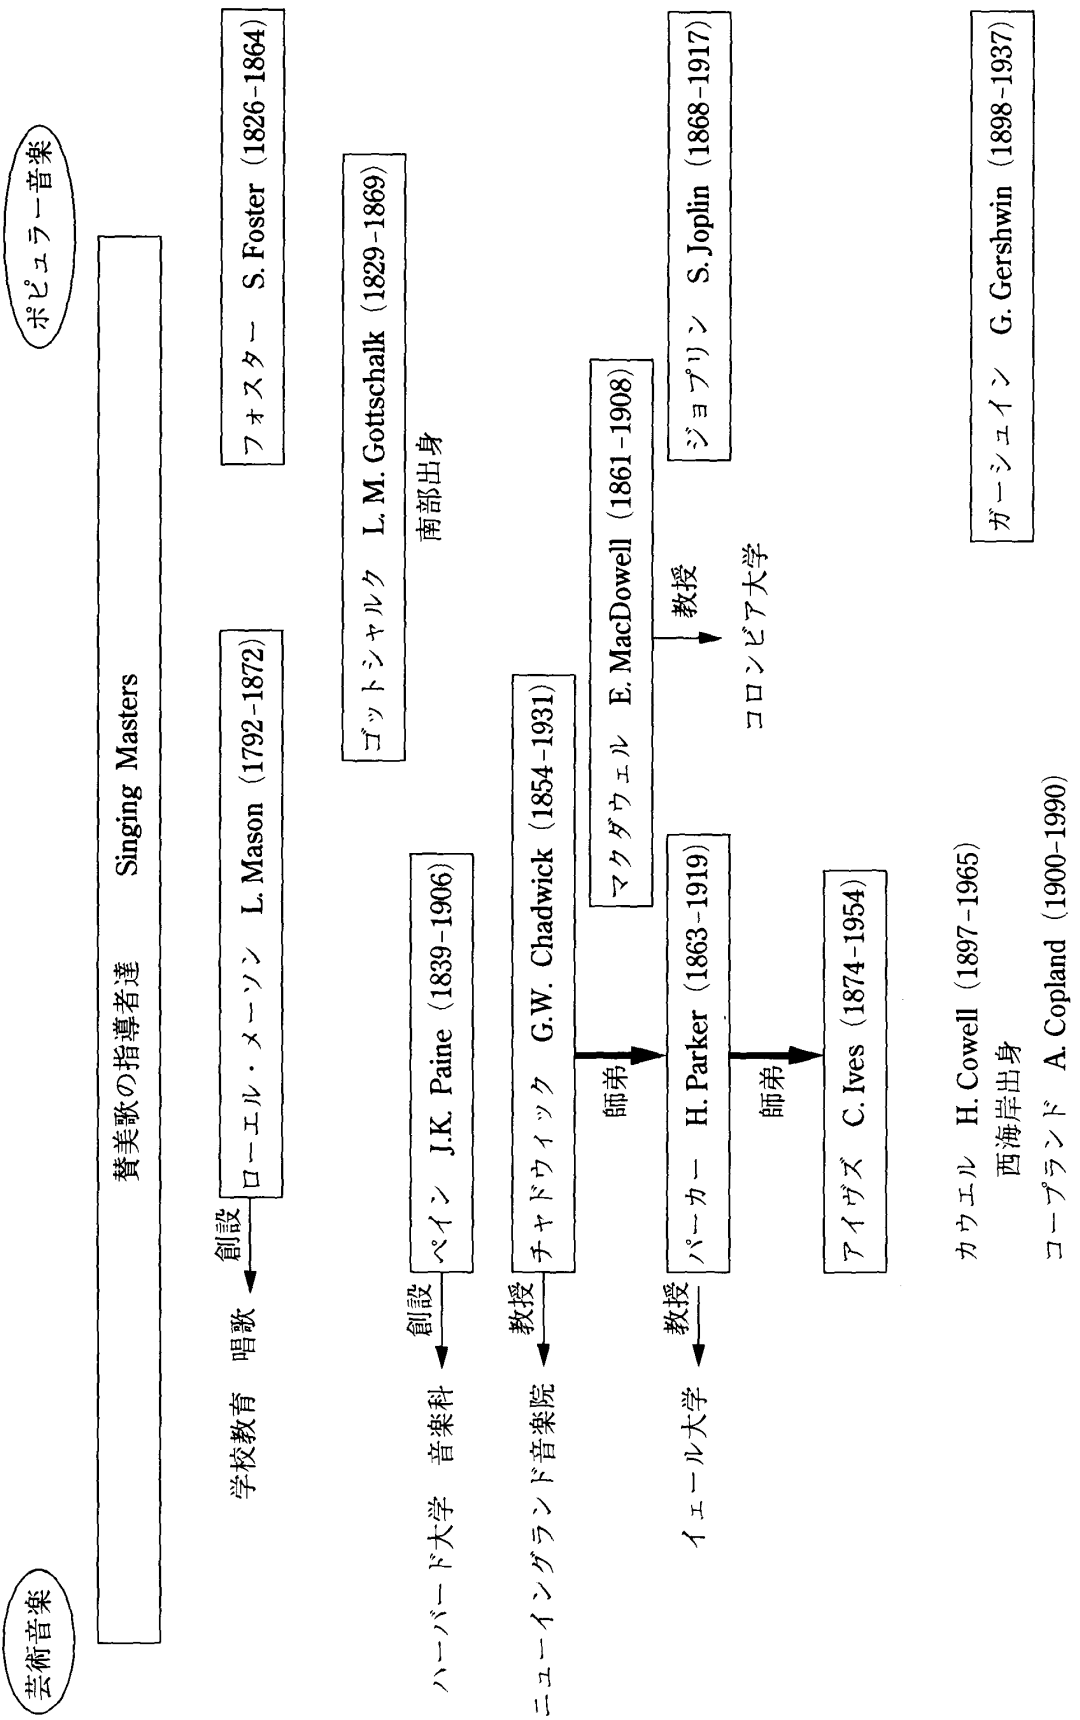 芸術音楽
ポピュラー音楽
賛美歌の指導者達 Singing Masters
学校教育 唱歌
創設
ローエル・メーソン L. Mason (1792-1872)
フォスター S. Foster (1826-1864)
ゴットシャルク L. M. Gottschalk (1829-1869)
南部出身
ハーバード大学 音楽科
創設
ペイン J.K. Paine (1839-1906)
ニューイングランド音楽院
教授
チャドウィック G.W. Chadwick (1854-1931)
師弟
マクダウェル E. MacDowell (1861-1908)
教授
コロンビア大学
イェール大学
教授
パーカー H. Parker (1863-1919)
ジョプリン S. Joplin (1868-1917)
師弟
アイヴズ C. Ives (1874-1954)
カウエル H. Cowell (1897-1965)
西海岸出身
ガーシュイン G. Gershwin (1898-1937)
コープランド A. Copland (1900-1990)